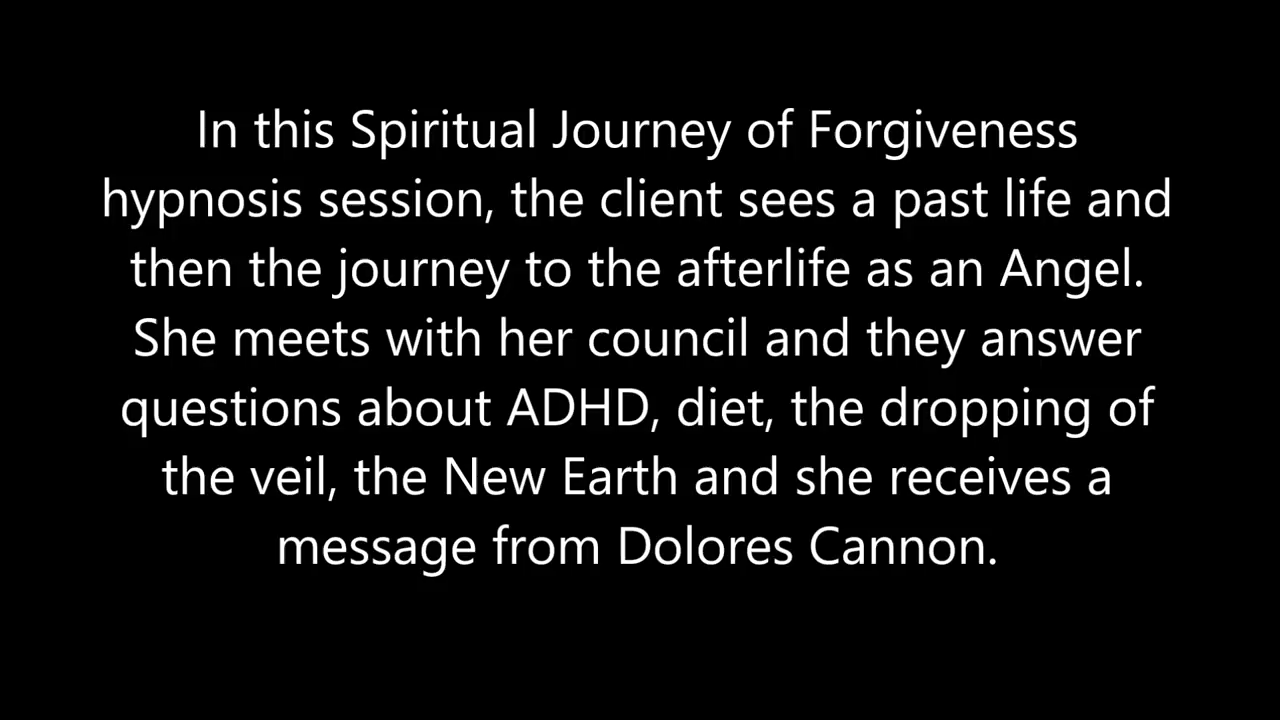 In this Spiritual Journey of Forgiveness
hypnosis session, the client sees a past life and
then the journey to the afterlife as an Angel.
She meets with her council and they answer
questions about ADHD, diet, the dropping of
the veil, the New Earth and she receives a
message from Dolores Cannon.